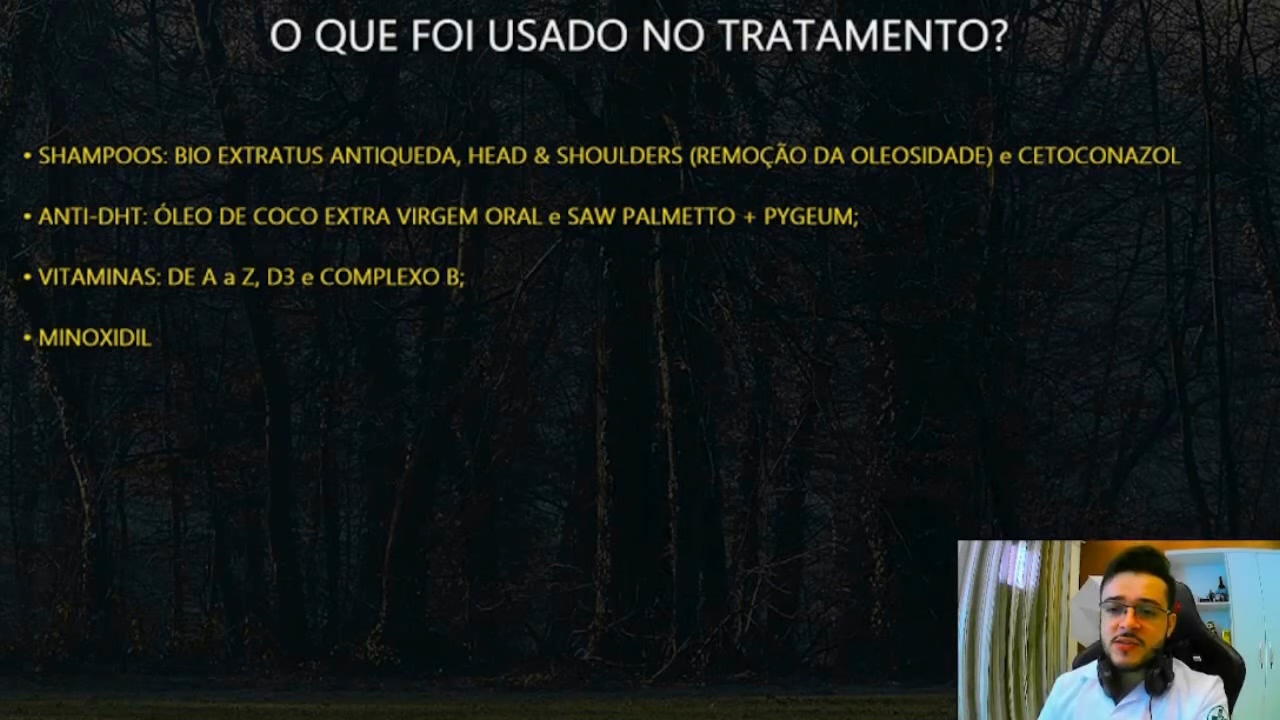 O QUE FOI USADO NO TRATAMENTO?
• SHAMPOOS: BIO EXTRATUS ANTIQUEDA, HEAD & SHOULDERS (REMOÇÃO DA OLEOSIDADE) e CETOCONAZOL
• ANTI-DHT: ÓLEO DE COCO EXTRA VIRGEM ORAL e SAW PALMETTO + PYGEUM;
• VITAMINAS: DE A a Z, D3 e COMPLEXO B;
• MINOXIDIL